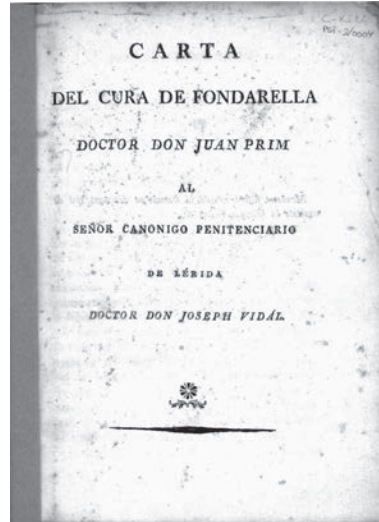 CARTA
DEL CURA DE FONDARELLA
DOCTOR DON JUAN PRIM
AL
SEÑOR CANONIGO PENITENCIARIO
DE LÉRIDA
DOCTOR DON JOSEPH VIDÁL.